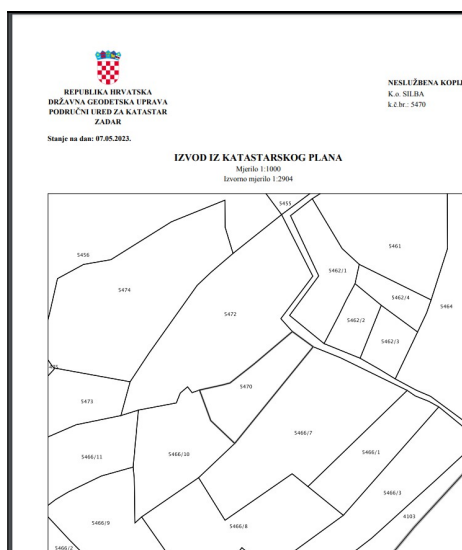 REPUBLIKA HRVATSKA
DRŽAVNA GEODETSKA UPRAVA
PODRUČNI URED ZA KATASTAR
ZADAR
Stanje na dan: 07.05.2023.
NESLUŽBENA KOPIJ
K.o. SILBA
k.č.br.: 5470
IZVOD IZ KATASTARSKOG PLANA
Mjerilo 1:1000
Izvorno mjerilo 1:2904
5455
5456
5461
5462/1
5474
5462/4
5464
5472
5462/2
5462/3
5470
5473
5466/7
5466/1
5466/11
5466/10
5466/3
4103
5466/9
5466/8
5466/2